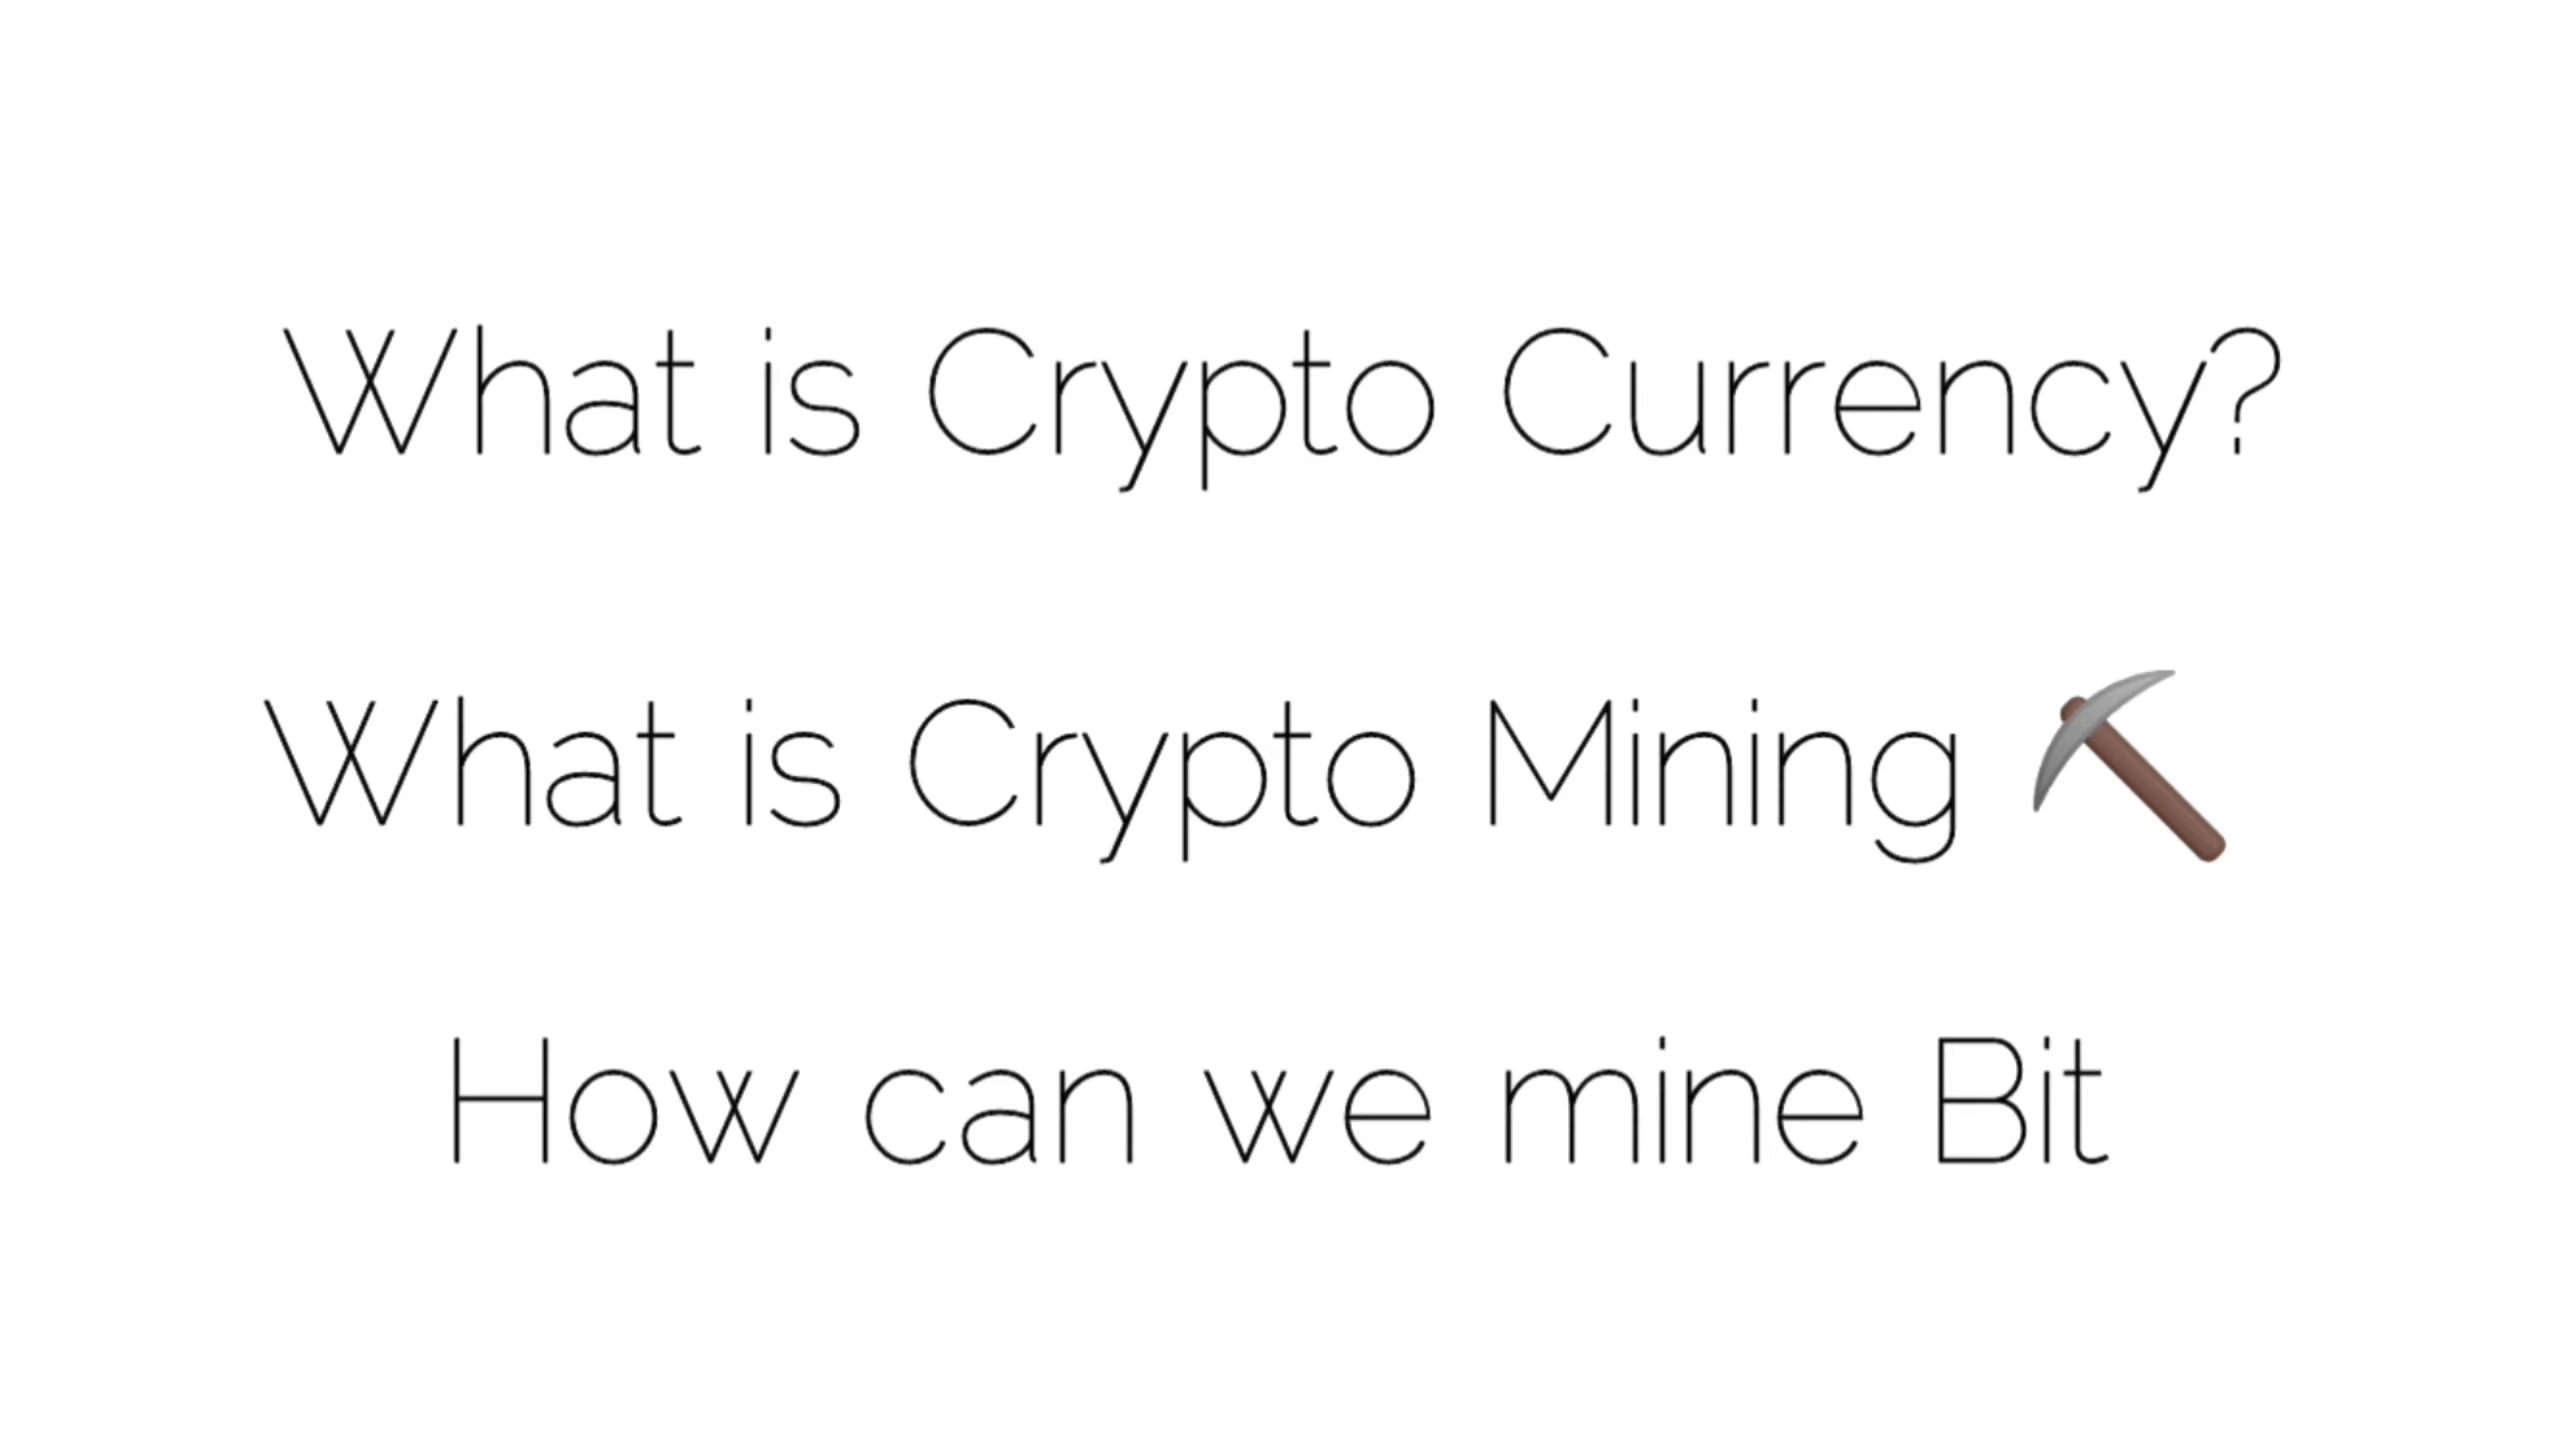 What is Crypto Currency?
What is Crypto Mining ⛏
How can we mine Bit